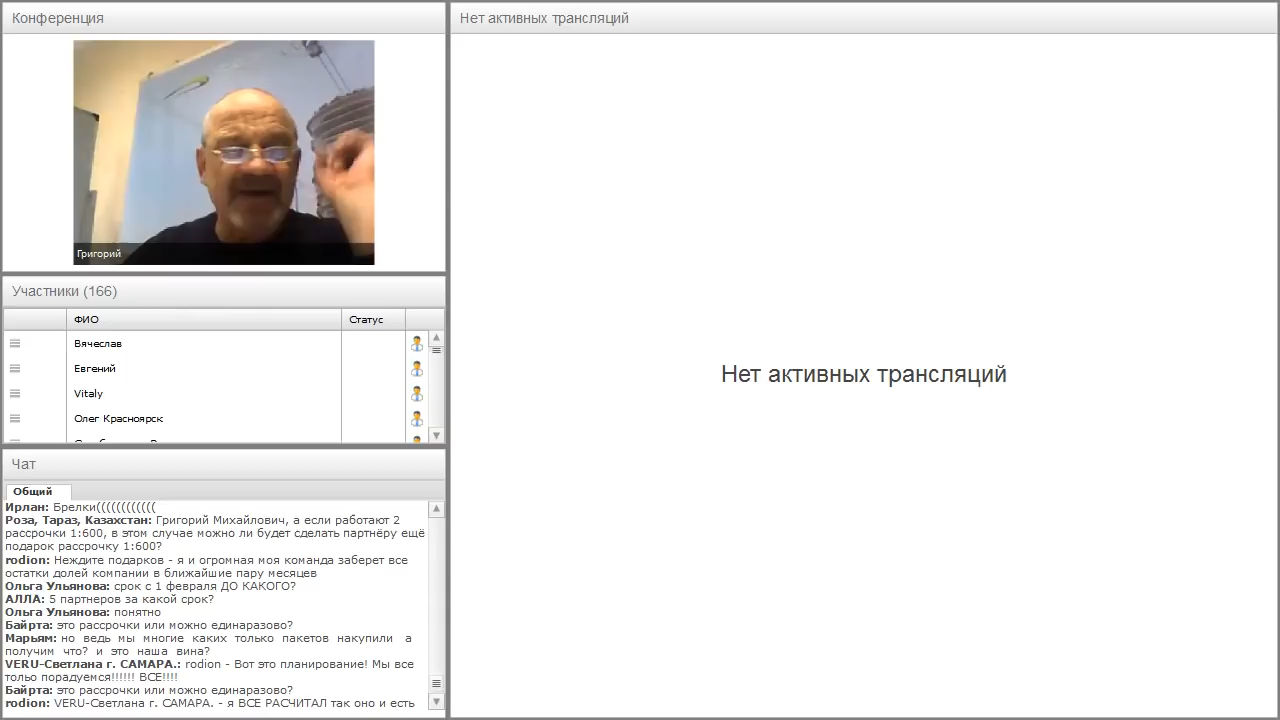 Конференция
Григорий
Участники (166)
ФИО Статус
Вячеслав
Евгений
Vitaly
Олег Красноярск
Чат
Общий
Ирлан: Брелки((((((((((((
Роза, Тараз, Казахстан: Григорий Михайлович, а если работают 2
рассрочки 1:600, в этом случае можно ли будет сделать партнёру ещё
подарок рассрочку 1:600?
rodion: Неждите подарков - я и огромная моя команда заберет все
остатки долей компании в ближайшие пару месяцев
Ольга Ульянова: срок с 1 февраля ДО КАКОГО?
АЛЛА: 5 партнеров за какой срок?
Ольга Ульянова: понятно
Байрта: это рассрочки или можно единаразово?
Марьям: но ведь мы многие каких только пакетов накупили а
получим что? и это наша вина?
VERU-Светлана г. САМАРА.: rodion - Вот это планирование! Мы все
толььо порадуемся!!!!!! ВСЕ!!!!
Байрта: это рассрочки или можно единаразово?
rodion: VERU-Светлана г. САМАРА. - я ВСЕ РАСЧИТАЛ так оно и есть
Нет активных трансляций
Нет активных трансляций